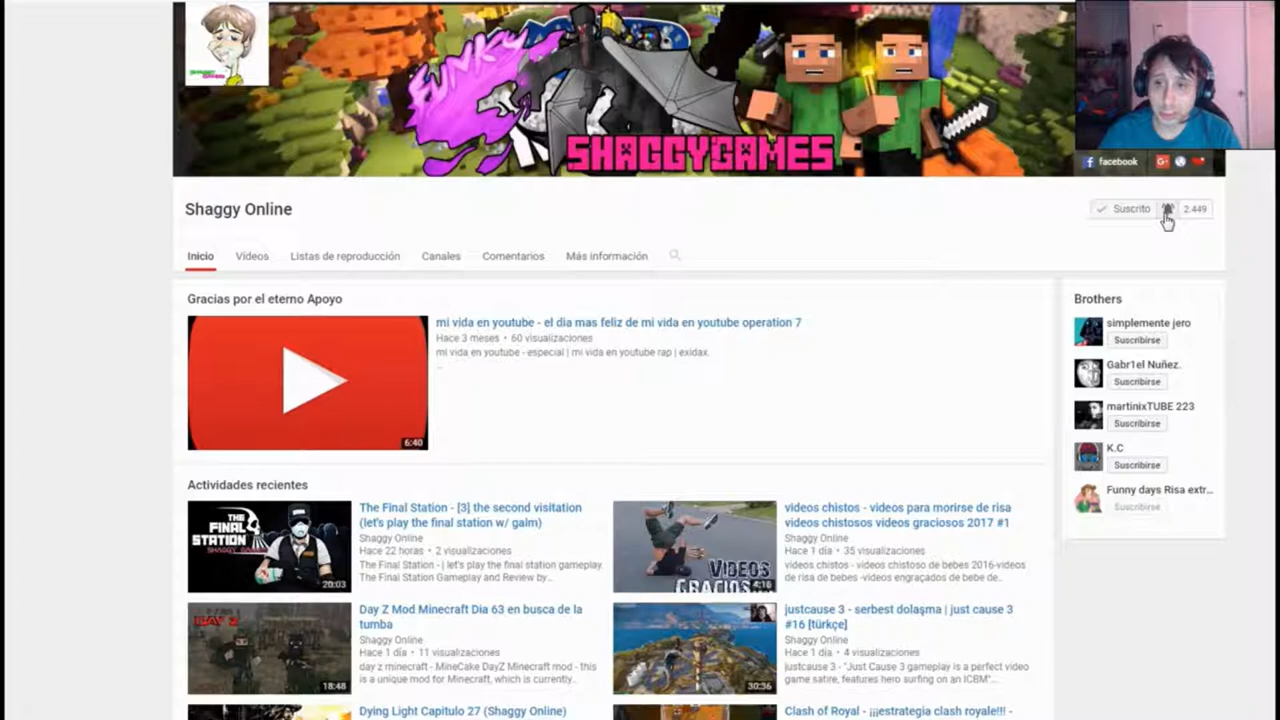 SHAGGYGAMES
facebook
Shaggy Online
Suscrito
2.449
Inicio
Vídeos
Listas de reproducción
Canales
Comentarios
Más información
Gracias por el eterno Apoyo
mi vida en youtube - el dia mas feliz de mi vida en youtube operation 7
Hace 3 meses • 60 visualizaciones
mi vida en youtube - especial | mi vida en youtube rap | exidax.
...
6:40
Brothers
simplemente jero
Suscribirse
Gabr1el Nuñez.
Suscribirse
martinixTUBE 223
Suscribirse
K.C
Suscribirse
Funny days Risa extr...
Suscribirse
Actividades recientes
THE FINAL STATION
20:03
The Final Station - [3] the second visitation
(let's play the final station w/ galm)
Shaggy Online
Hace 22 horas • 2 visualizaciones
The Final Station - | let's play the final station gameplay.
The Final Station Gameplay and Review by...
VIDEOS
GRACIOS
4:16
videos chistos - videos para morirse de risa
videos chistosos videos graciosos 2017 #1
Shaggy Online
Hace 1 día • 35 visualizaciones
videos chistos - videos chistoso de bebes 2016-videos
de risa de bebes -videos engraçados de bebe de...
18:48
Day Z Mod Minecraft Dia 63 en busca de la
tumba
Shaggy Online
Hace 1 día • 11 visualizaciones
day z minecraft - MineCake DayZ Minecraft mod - this
is a unique mod for Minecraft, which is currently...
30:36
justcause 3 - serbest dolaşma | just cause 3
#16 [türkçe]
Shaggy Online
Hace 1 día • 4 visualizaciones
justcause 3 - "Just Cause 3 gameplay is a perfect video
game satire, features hero surfing on an ICBM"...
Dying Light Capitulo 27 (Shaggy Online)
Clash of Royal - ¡¡¡estrategia clash royale!!! -